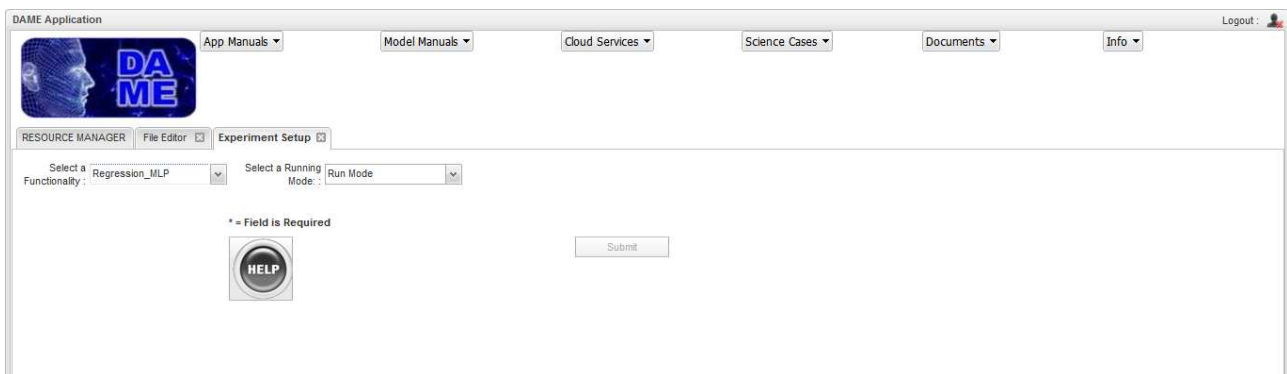 DAME Application
Logout :
DA
ME
App Manuals
Model Manuals
Cloud Services
Science Cases
Documents
Info
RESOURCE MANAGER
File Editor
Experiment Setup
Select a
Functionality :
Regression_MLP
Select a Running
Mode: :
Run Mode
* = Field is Required
HELP
Submit